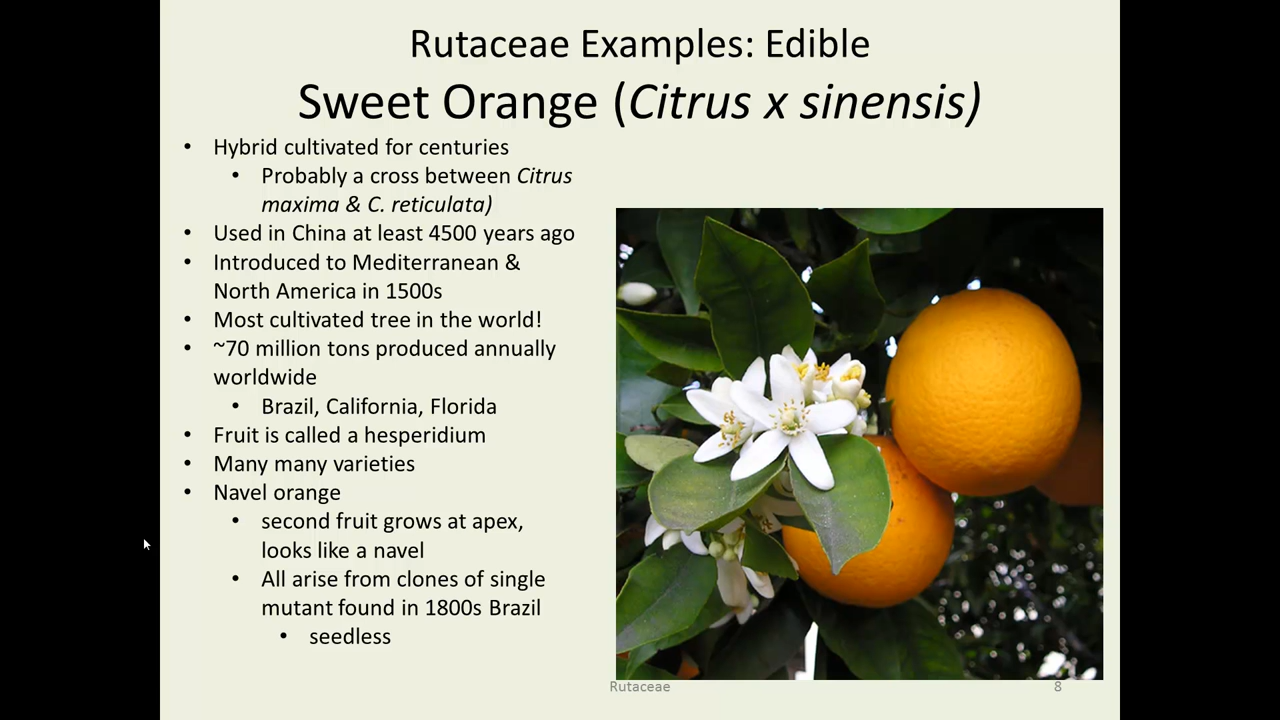 Rutaceae Examples: Edible
Sweet Orange (Citrus x sinensis)
• Hybrid cultivated for centuries
• Probably a cross between Citrus
maxima & C. reticulata)
• Used in China at least 4500 years ago
• Introduced to Mediterranean &
North America in 1500s
• Most cultivated tree in the world!
• ~70 million tons produced annually
worldwide
• Brazil, California, Florida
• Fruit is called a hesperidium
• Many many varieties
• Navel orange
• second fruit grows at apex,
looks like a navel
• All arise from clones of single
mutant found in 1800s Brazil
• seedless
Rutaceae
8